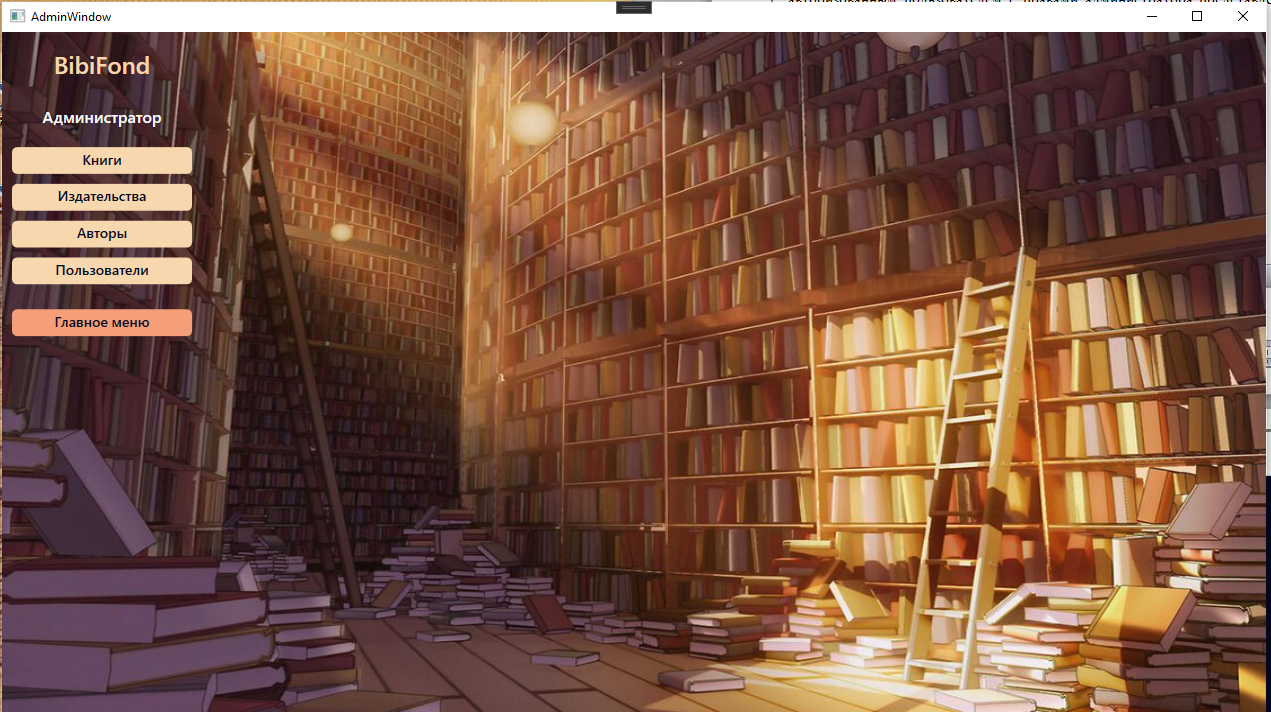 AdminWindow
BibiFond
Администратор
Книги
Издательства
Авторы
Пользователи
Главное меню